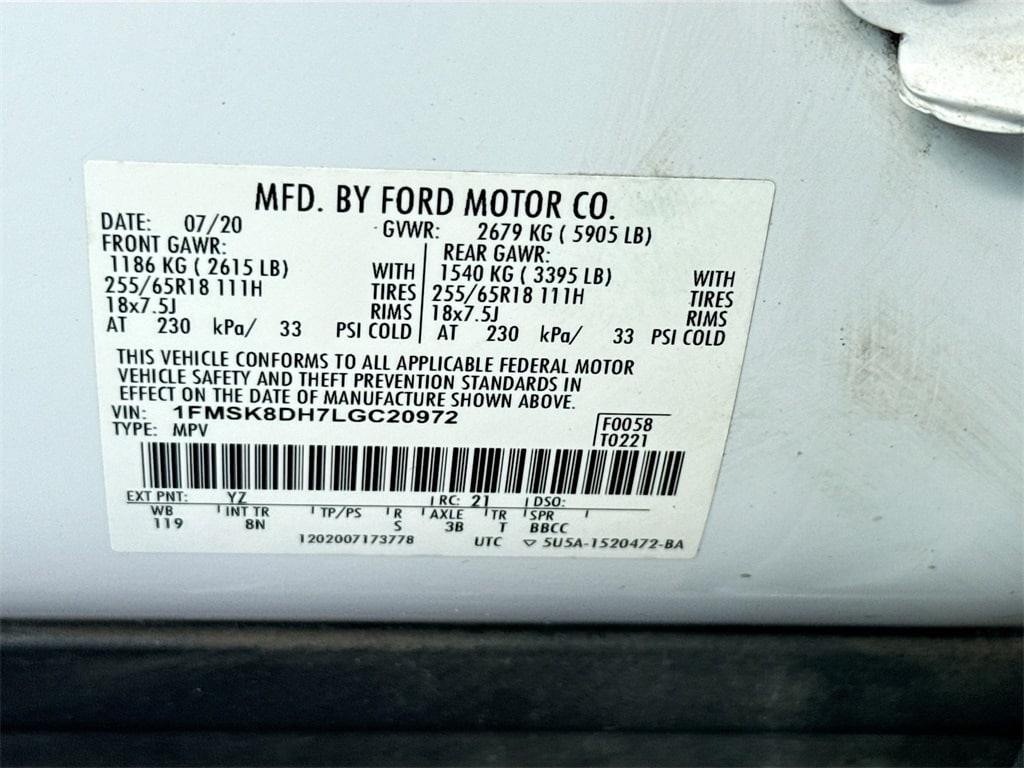 MFD. BY FORD MOTOR CO.
DATE: 07/20 GVWR: 2679 KG ( 5905 LB)
FRONT GAWR: REAR GAWR:
1186 KG ( 2615 LB) WITH 1540 KG ( 3395 LB) WITH
255/65R18 111H TIRES 255/65R18 111H TIRES
18x7.5J RIMS 18x7.5J RIMS
AT 230 kPa/ 33 PSI COLD AT 230 kPa/ 33 PSI COLD
THIS VEHICLE CONFORMS TO ALL APPLICABLE FEDERAL MOTOR
VEHICLE SAFETY AND THEFT PREVENTION STANDARDS IN
EFFECT ON THE DATE OF MANUFACTURE SHOWN ABOVE.
VIN: 1FMSK8DH7LGC20972 F0058
TYPE: MPV T0221
EXT PNT: YZ RC: 21 DSO:
WB INT TR TP/PS R AXLE TR SPR
119 8N S 3B T BBCC
1202007173778 UTC ▽ 5U5A-1520472-BA